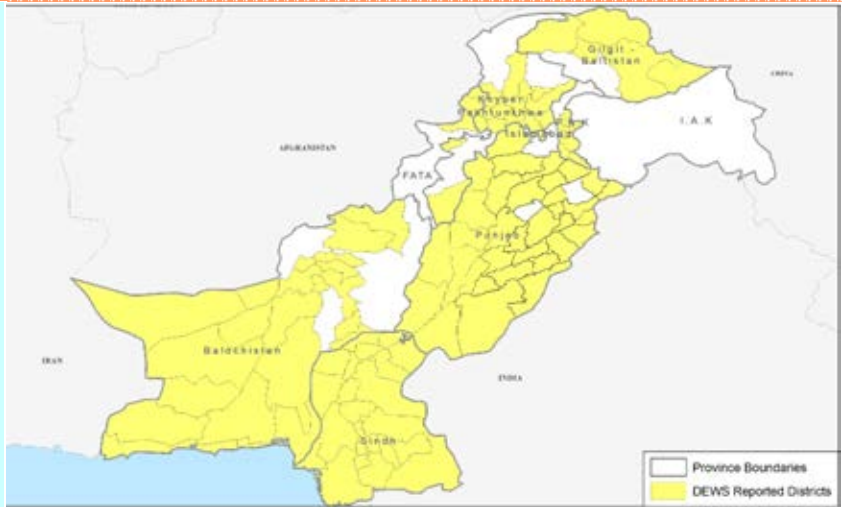 Gilgit -
Baltistan
CHINA
Khyber
Pakhtunkhwa
Islamabad
I.A.K
AFGHANISTAN
FATA
Punjab
Balochistan
IRAN
INDIA
Sindh
Province Boundaries
DEWS Reported Districts